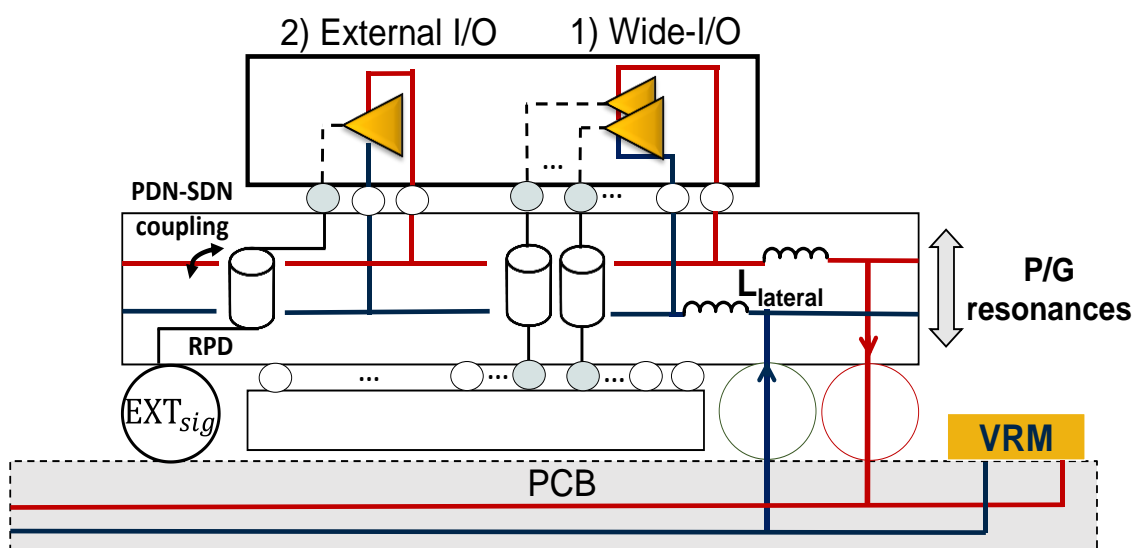 2) External I/O
1) Wide-I/O
...
...
PDN-SDN
coupling
L_lateral
P/G
resonances
RPD
...
...
...
EXT_sig
VRM
PCB